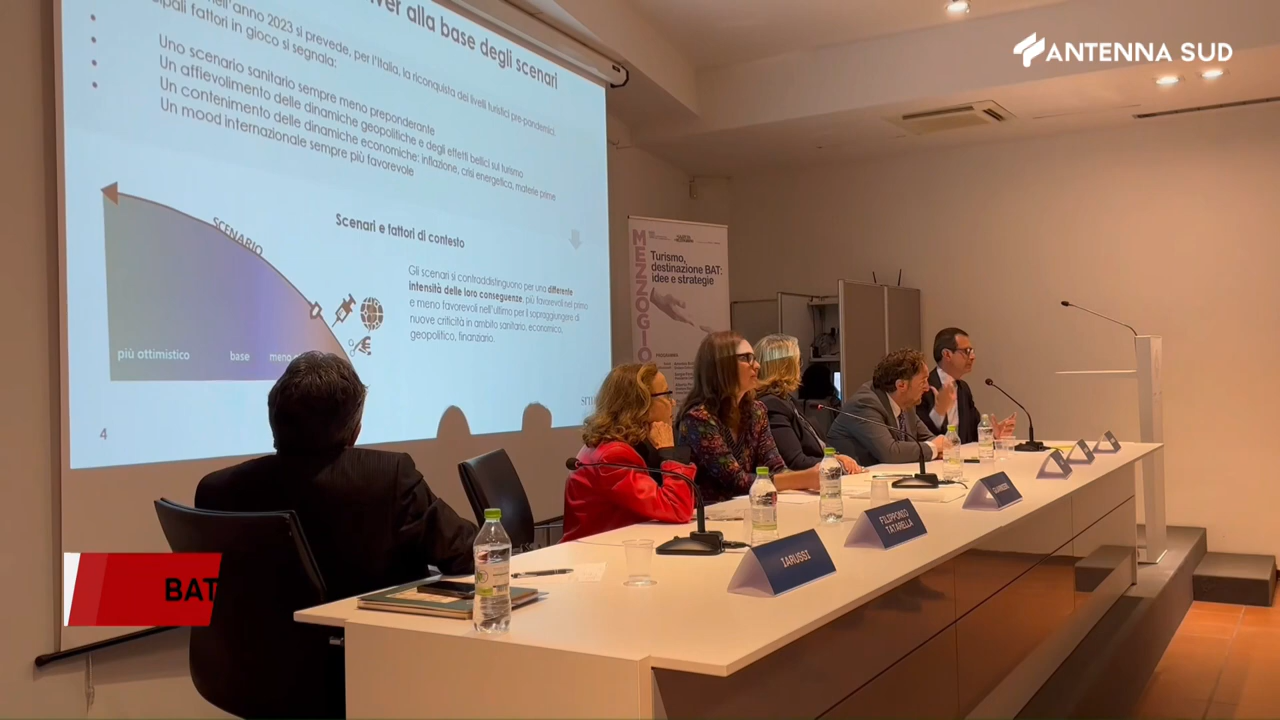 ANTENNA SUD
ver alla base degli scenari
nell'anno 2023 si prevede, per l'Italia, la riconquista dei livelli turistici pre-pandemici.
cipali fattori in gioco si segnala:
Uno scenario sanitario sempre meno preponderante
Un affievolimento delle dinamiche geopolitiche e degli effetti bellici sul turismo
Un contenimento delle dinamiche economiche: inflazione, crisi energetica, materie prime
Un mood internazionale sempre più favorevole
SCENARIO
Scenari e fattori di contesto
Gli scenari si contraddistinguono per una differente
intensità delle loro conseguenze, più favorevoli nel primo
e meno favorevoli nell'ultimo per il sopraggiungere di
nuove criticità in ambito sanitario, economico,
geopolitico, finanziario.
più ottimistico base meno
4
MEZZOGIO
Turismo,
destinazione BAT:
idee e strategie
IARUSSI
FILIPPONIO
TATARELLA
BAT